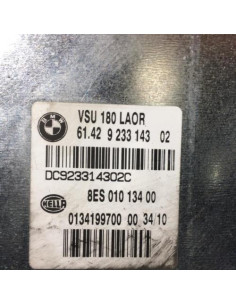 BMW
VSU 180 LAOR
61.42 9 233 143 02
DC923314302C
8ES 010 134 00
HELLA
0134199700 00 34/10